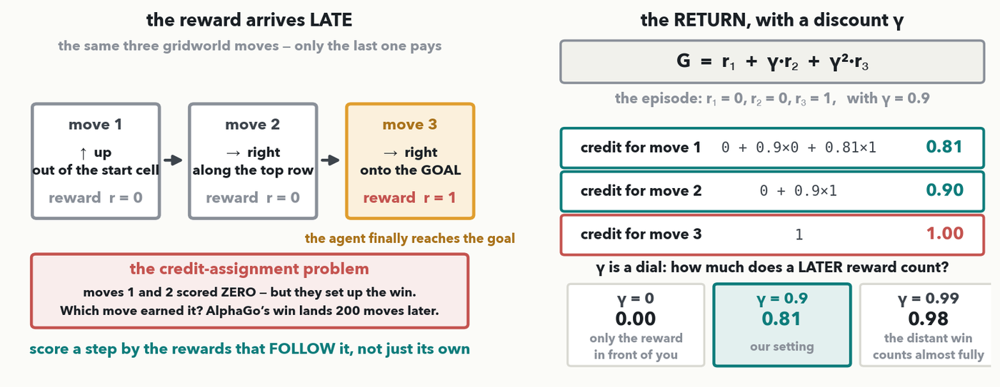 the reward arrives LATE
the same three gridworld moves — only the last one pays
move 1
↑ up
out of the start cell
reward r = 0
move 2
→ right
along the top row
reward r = 0
move 3
→ right
onto the GOAL
reward r = 1
the agent finally reaches the goal
the credit-assignment problem
moves 1 and 2 scored ZERO — but they set up the win.
Which move earned it? AlphaGo's win lands 200 moves later.
score a step by the rewards that FOLLOW it, not just its own
the RETURN, with a discount γ
G = r₁ + γ·r₂ + γ²·r₃
the episode: r₁ = 0, r₂ = 0, r₃ = 1, with γ = 0.9
credit for move 1 0 + 0.9×0 + 0.81×1 0.81
credit for move 2 0 + 0.9×1 0.90
credit for move 3 1 1.00
γ is a dial: how much does a LATER reward count?
γ = 0
0.00
only the reward
in front of you
γ = 0.9
0.81
our setting
γ = 0.99
0.98
the distant win
counts almost fully